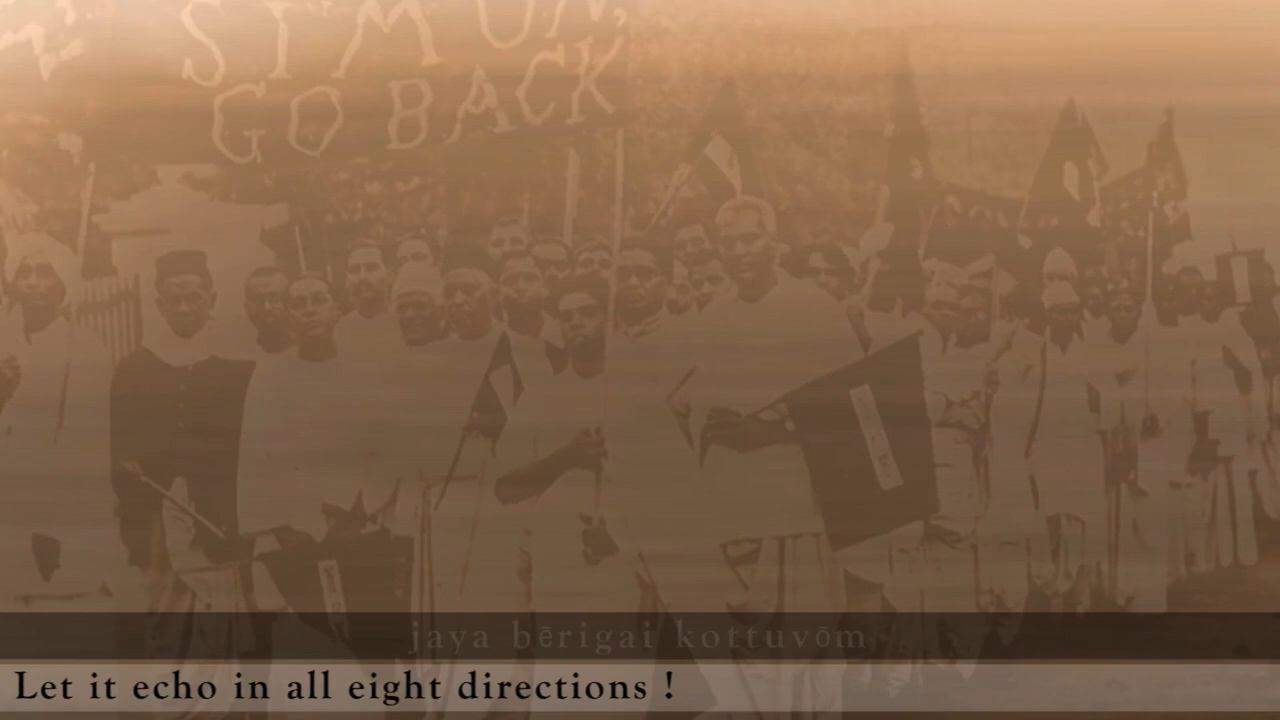 SIMON,
GO BACK
jaya bērigai kottuvōm
Let it echo in all eight directions !